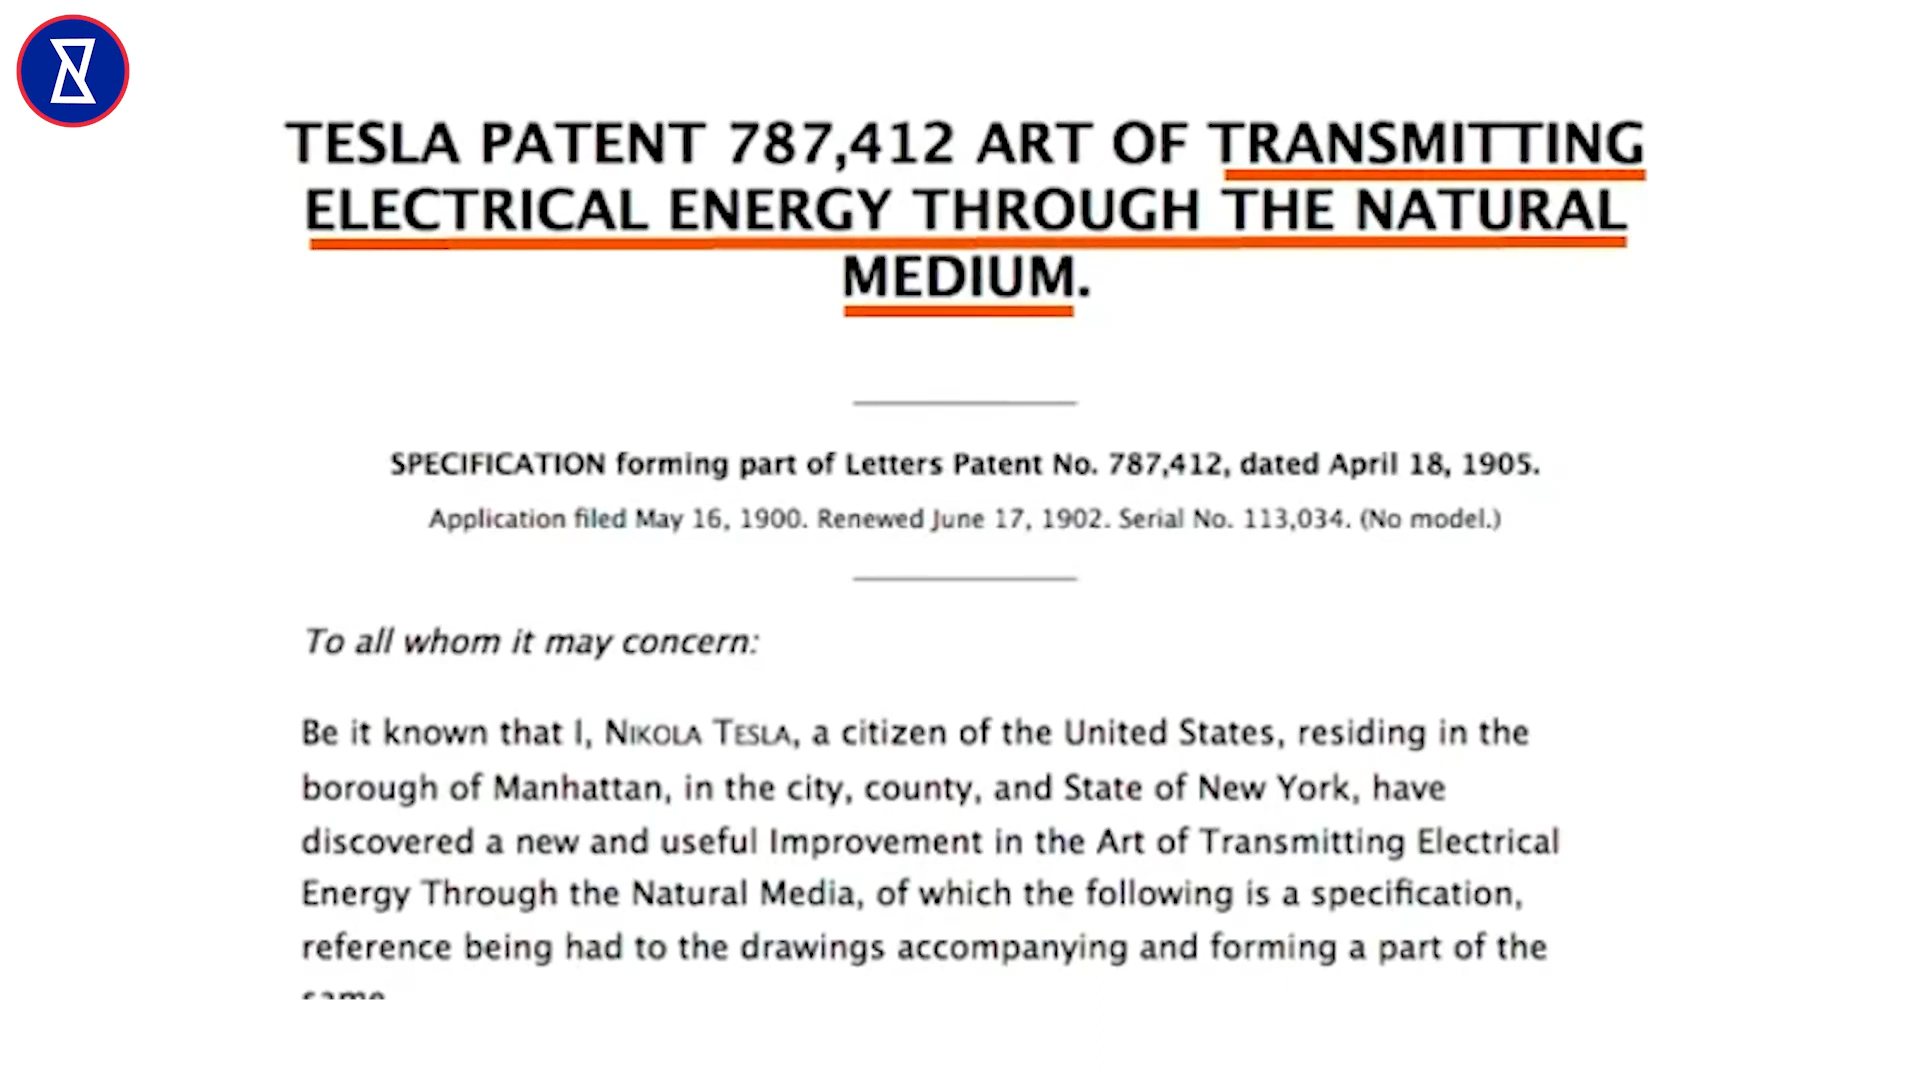 TESLA PATENT 787,412 ART OF TRANSMITTING
ELECTRICAL ENERGY THROUGH THE NATURAL
MEDIUM.
SPECIFICATION forming part of Letters Patent No. 787,412, dated April 18, 1905.
Application filed May 16, 1900. Renewed June 17, 1902. Serial No. 113,034. (No model.)
To all whom it may concern:
Be it known that I, NIKOLA TESLA, a citizen of the United States, residing in the
borough of Manhattan, in the city, county, and State of New York, have
discovered a new and useful Improvement in the Art of Transmitting Electrical
Energy Through the Natural Media, of which the following is a specification,
reference being had to the drawings accompanying and forming a part of the
same